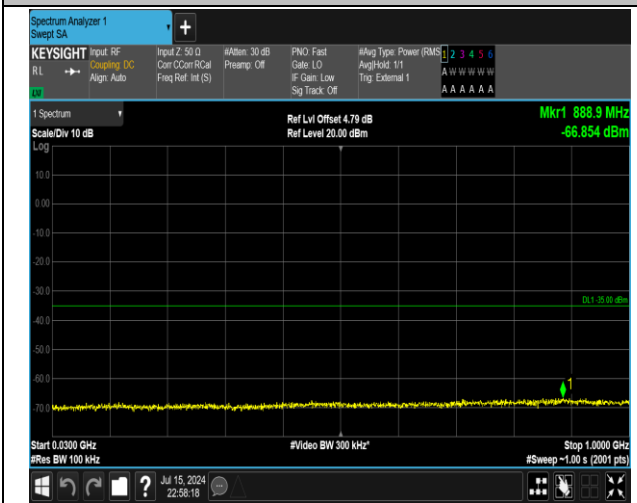 Spectrum Analyzer 1
Swept SA
+
KEYSIGHT
RL
Input: RF
Coupling: DC
Align: Auto
Input Z: 50 Ω
Corr CCorr RCal
Freq Ref: Int (S)
#Atten: 30 dB
Preamp: Off
PNO: Fast
Gate: LO
IF Gain: Low
Sig Track: Off
#Avg Type: Power (RMS
Avg|Hold: 1/1
Trig: External 1
1 2 3 4 5 6
A W W W W W
A A A A A A
1 Spectrum
Scale/Div 10 dB
Log
Ref Lvl Offset 4.79 dB
Ref Level 20.00 dBm
Mkr1 888.9 MHz
-66.854 dBm
10.0
0.00
-10.0
-20.0
-30.0
DL1 -35.00 dBm
-40.0
-50.0
-60.0
1
-70.0
Start 0.0300 GHz
#Res BW 100 kHz
#Video BW 300 kHz*
Stop 1.0000 GHz
#Sweep ~1.00 s (2001 pts)
?
Jul 15, 2024
22:58:18